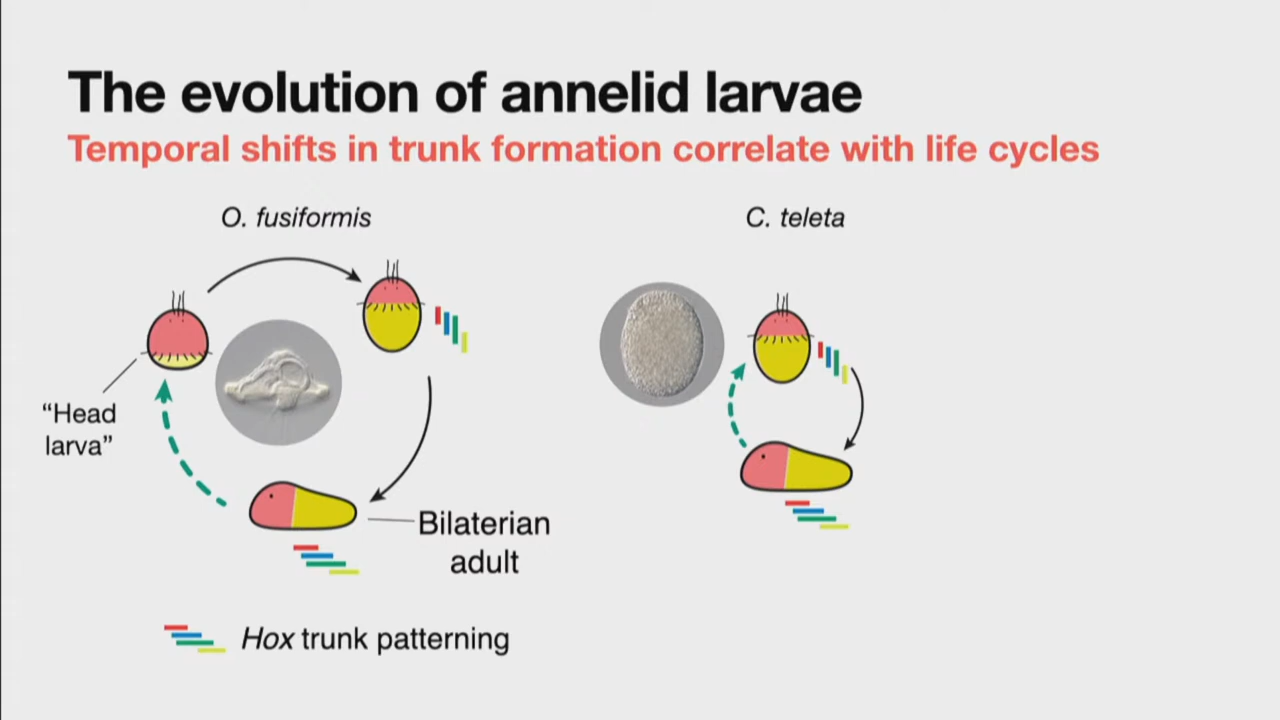 The evolution of annelid larvae
Temporal shifts in trunk formation correlate with life cycles
O. fusiformis
C. teleta
“Head
larva”
Bilaterian
adult
Hox trunk patterning